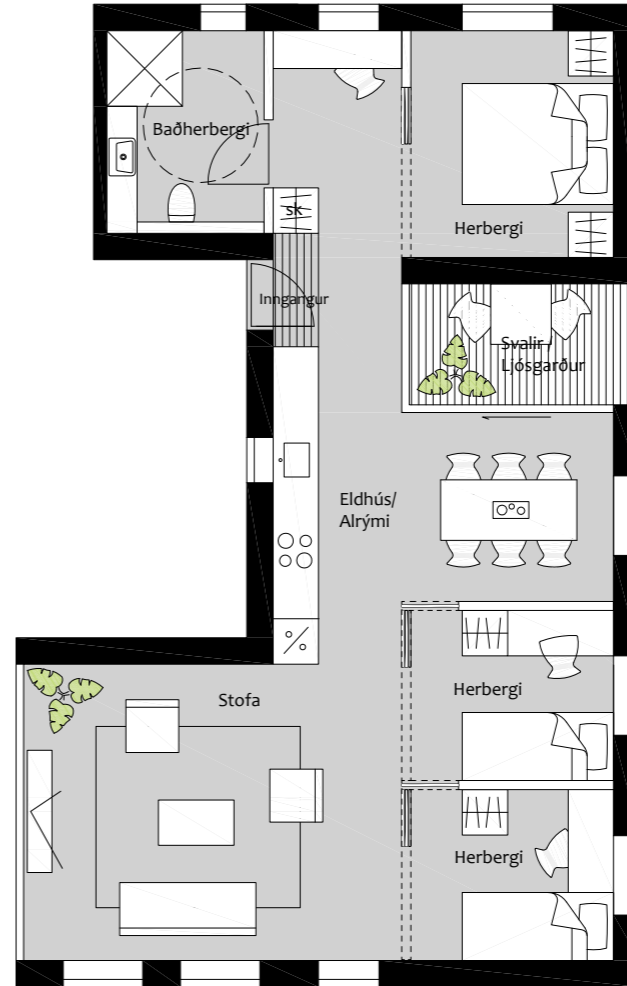 Baðherbergi
sk
Herbergi
Inngangur
Svalir /
Ljósgarður
Eldhús/
Alrými
Herbergi
Stofa
Herbergi